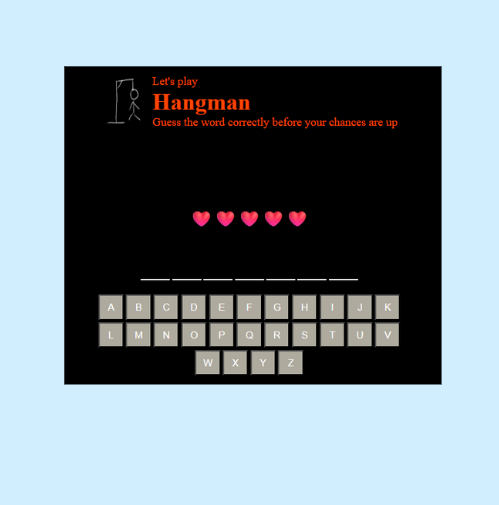 Let's play
Hangman
Guess the word correctly before your chances are up
A B C D E F G H I J K
L M N O P Q R S T U V
W X Y Z